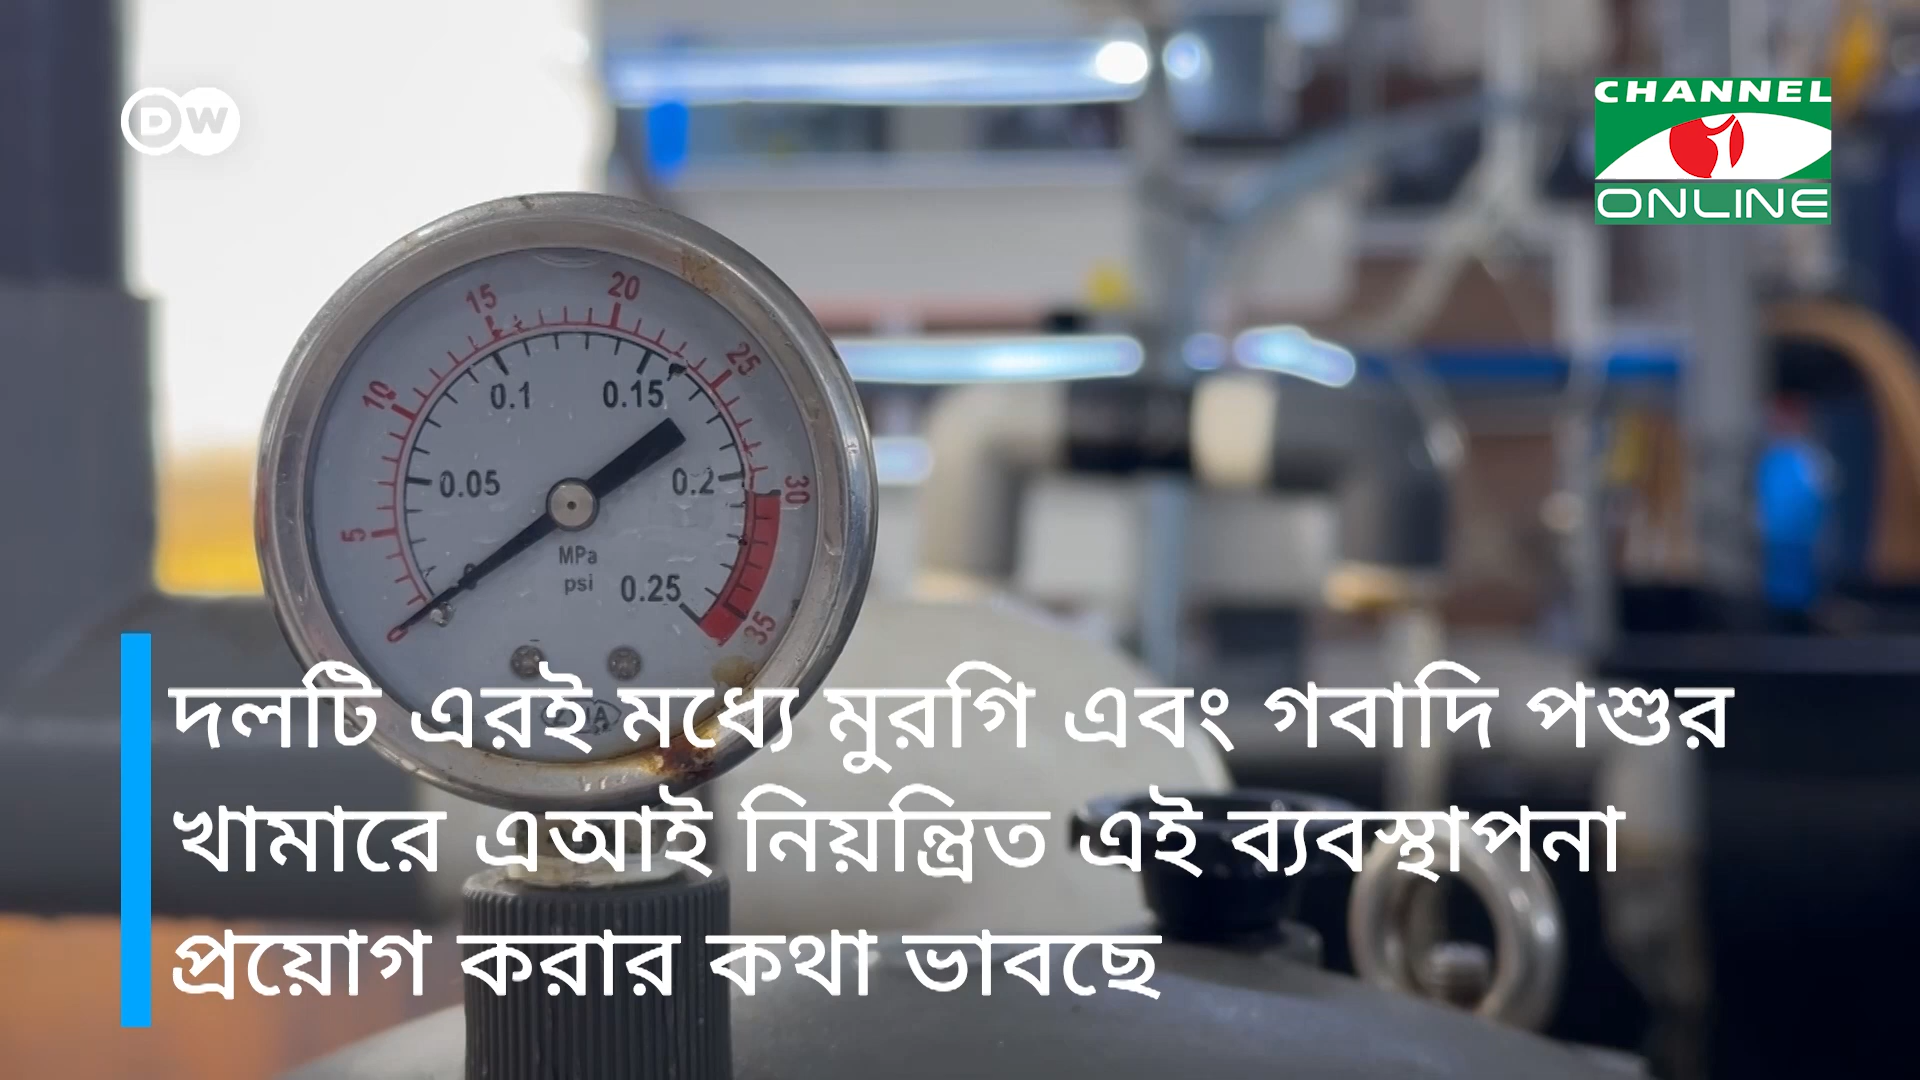 DW
CHANNEL
i
ONLINE
20
15
25
10
0.1
0.15
30
0.05
0.2
5
MPa
psi
0.25
0
35
দলটি এরই মধ্যে মুরগি এবং গবাদি পশুর
খামারে এআই নিয়ন্ত্রিত এই ব্যবস্থাপনা
প্রয়োগ করার কথা ভাবছে